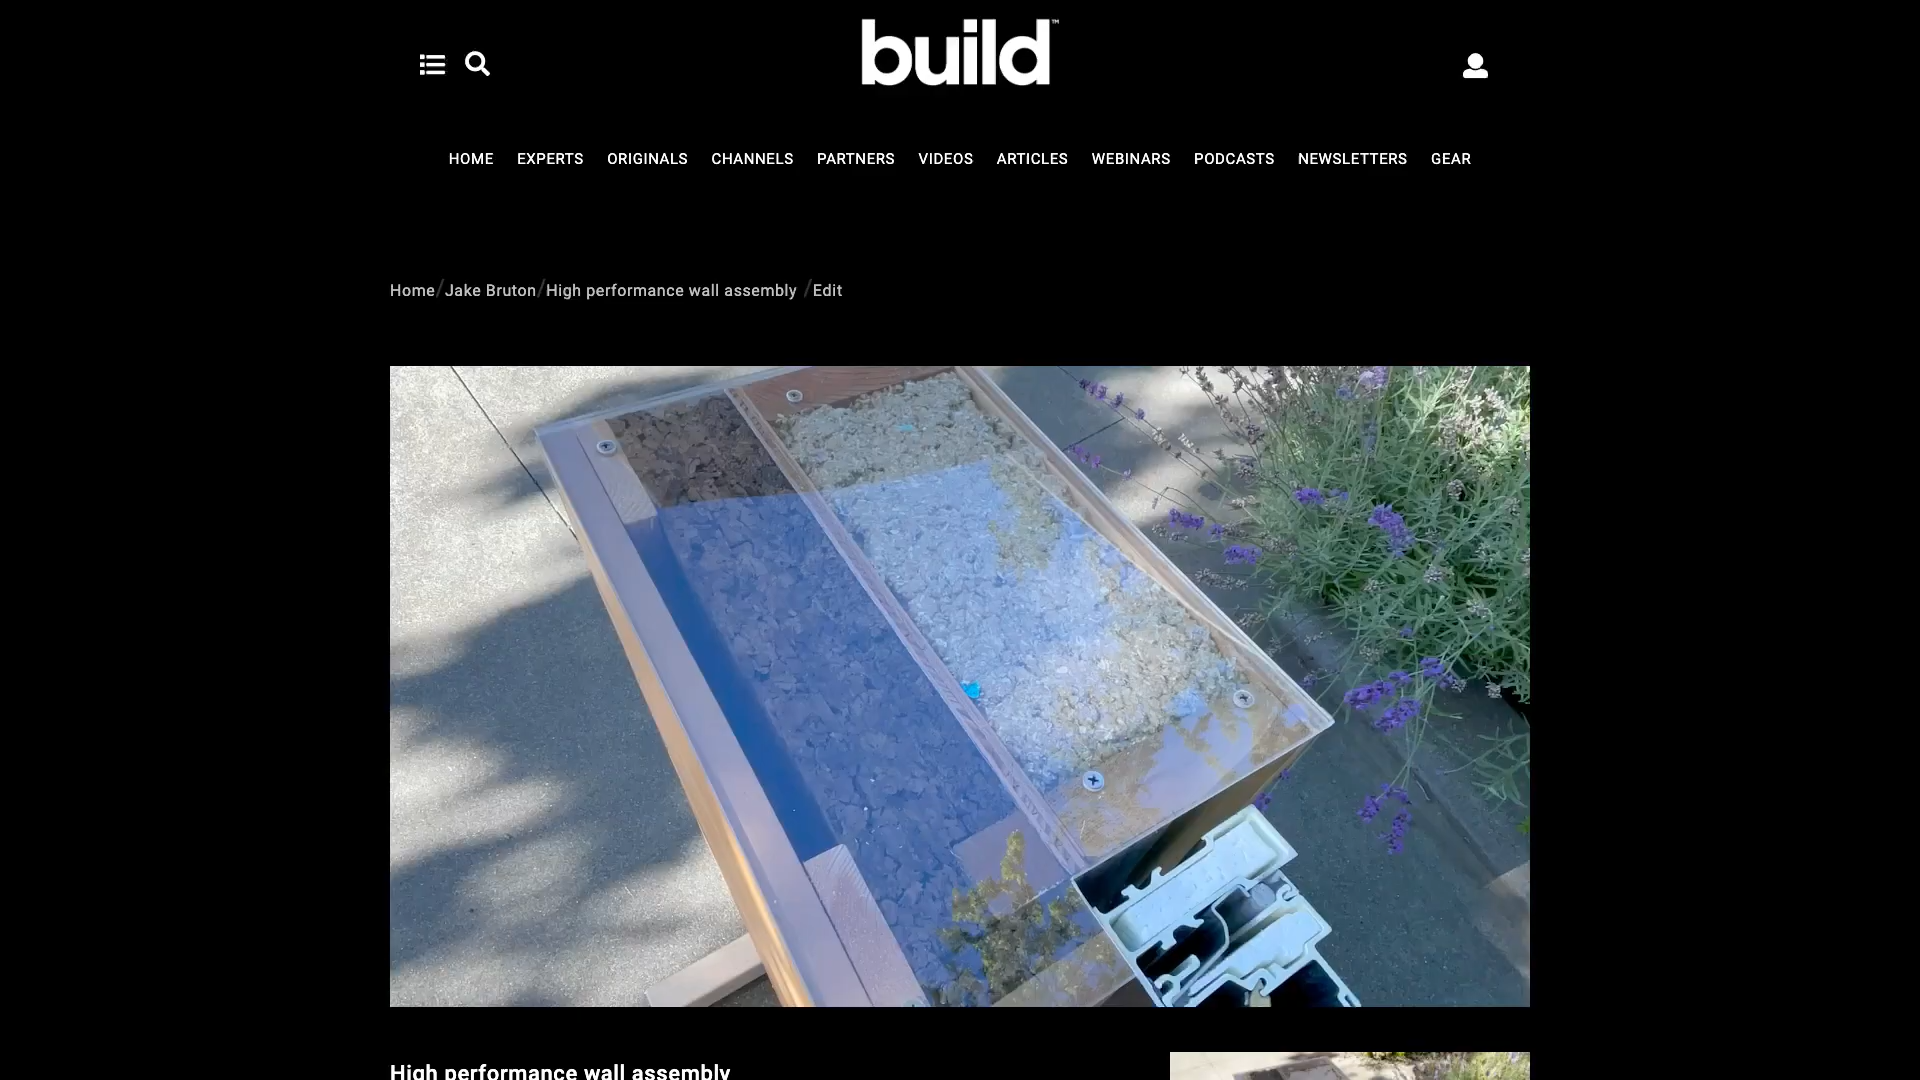 build™
HOME EXPERTS ORIGINALS CHANNELS PARTNERS VIDEOS ARTICLES WEBINARS PODCASTS NEWSLETTERS GEAR
Home/Jake Bruton/High performance wall assembly /Edit
High performance wall assembly